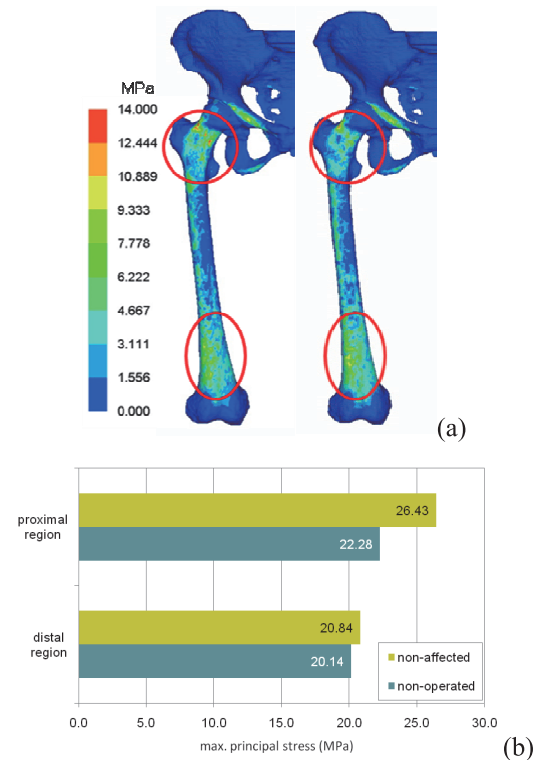 MPa
14.000
12.444
10.889
9.333
7.778
6.222
4.667
3.111
1.556
0.000
(a)
proximal
region
26.43
22.28
distal
region
20.84
20.14
non-affected
non-operated
0.0 5.0 10.0 15.0 20.0 25.0 30.0
max. principal stress (MPa)
(b)